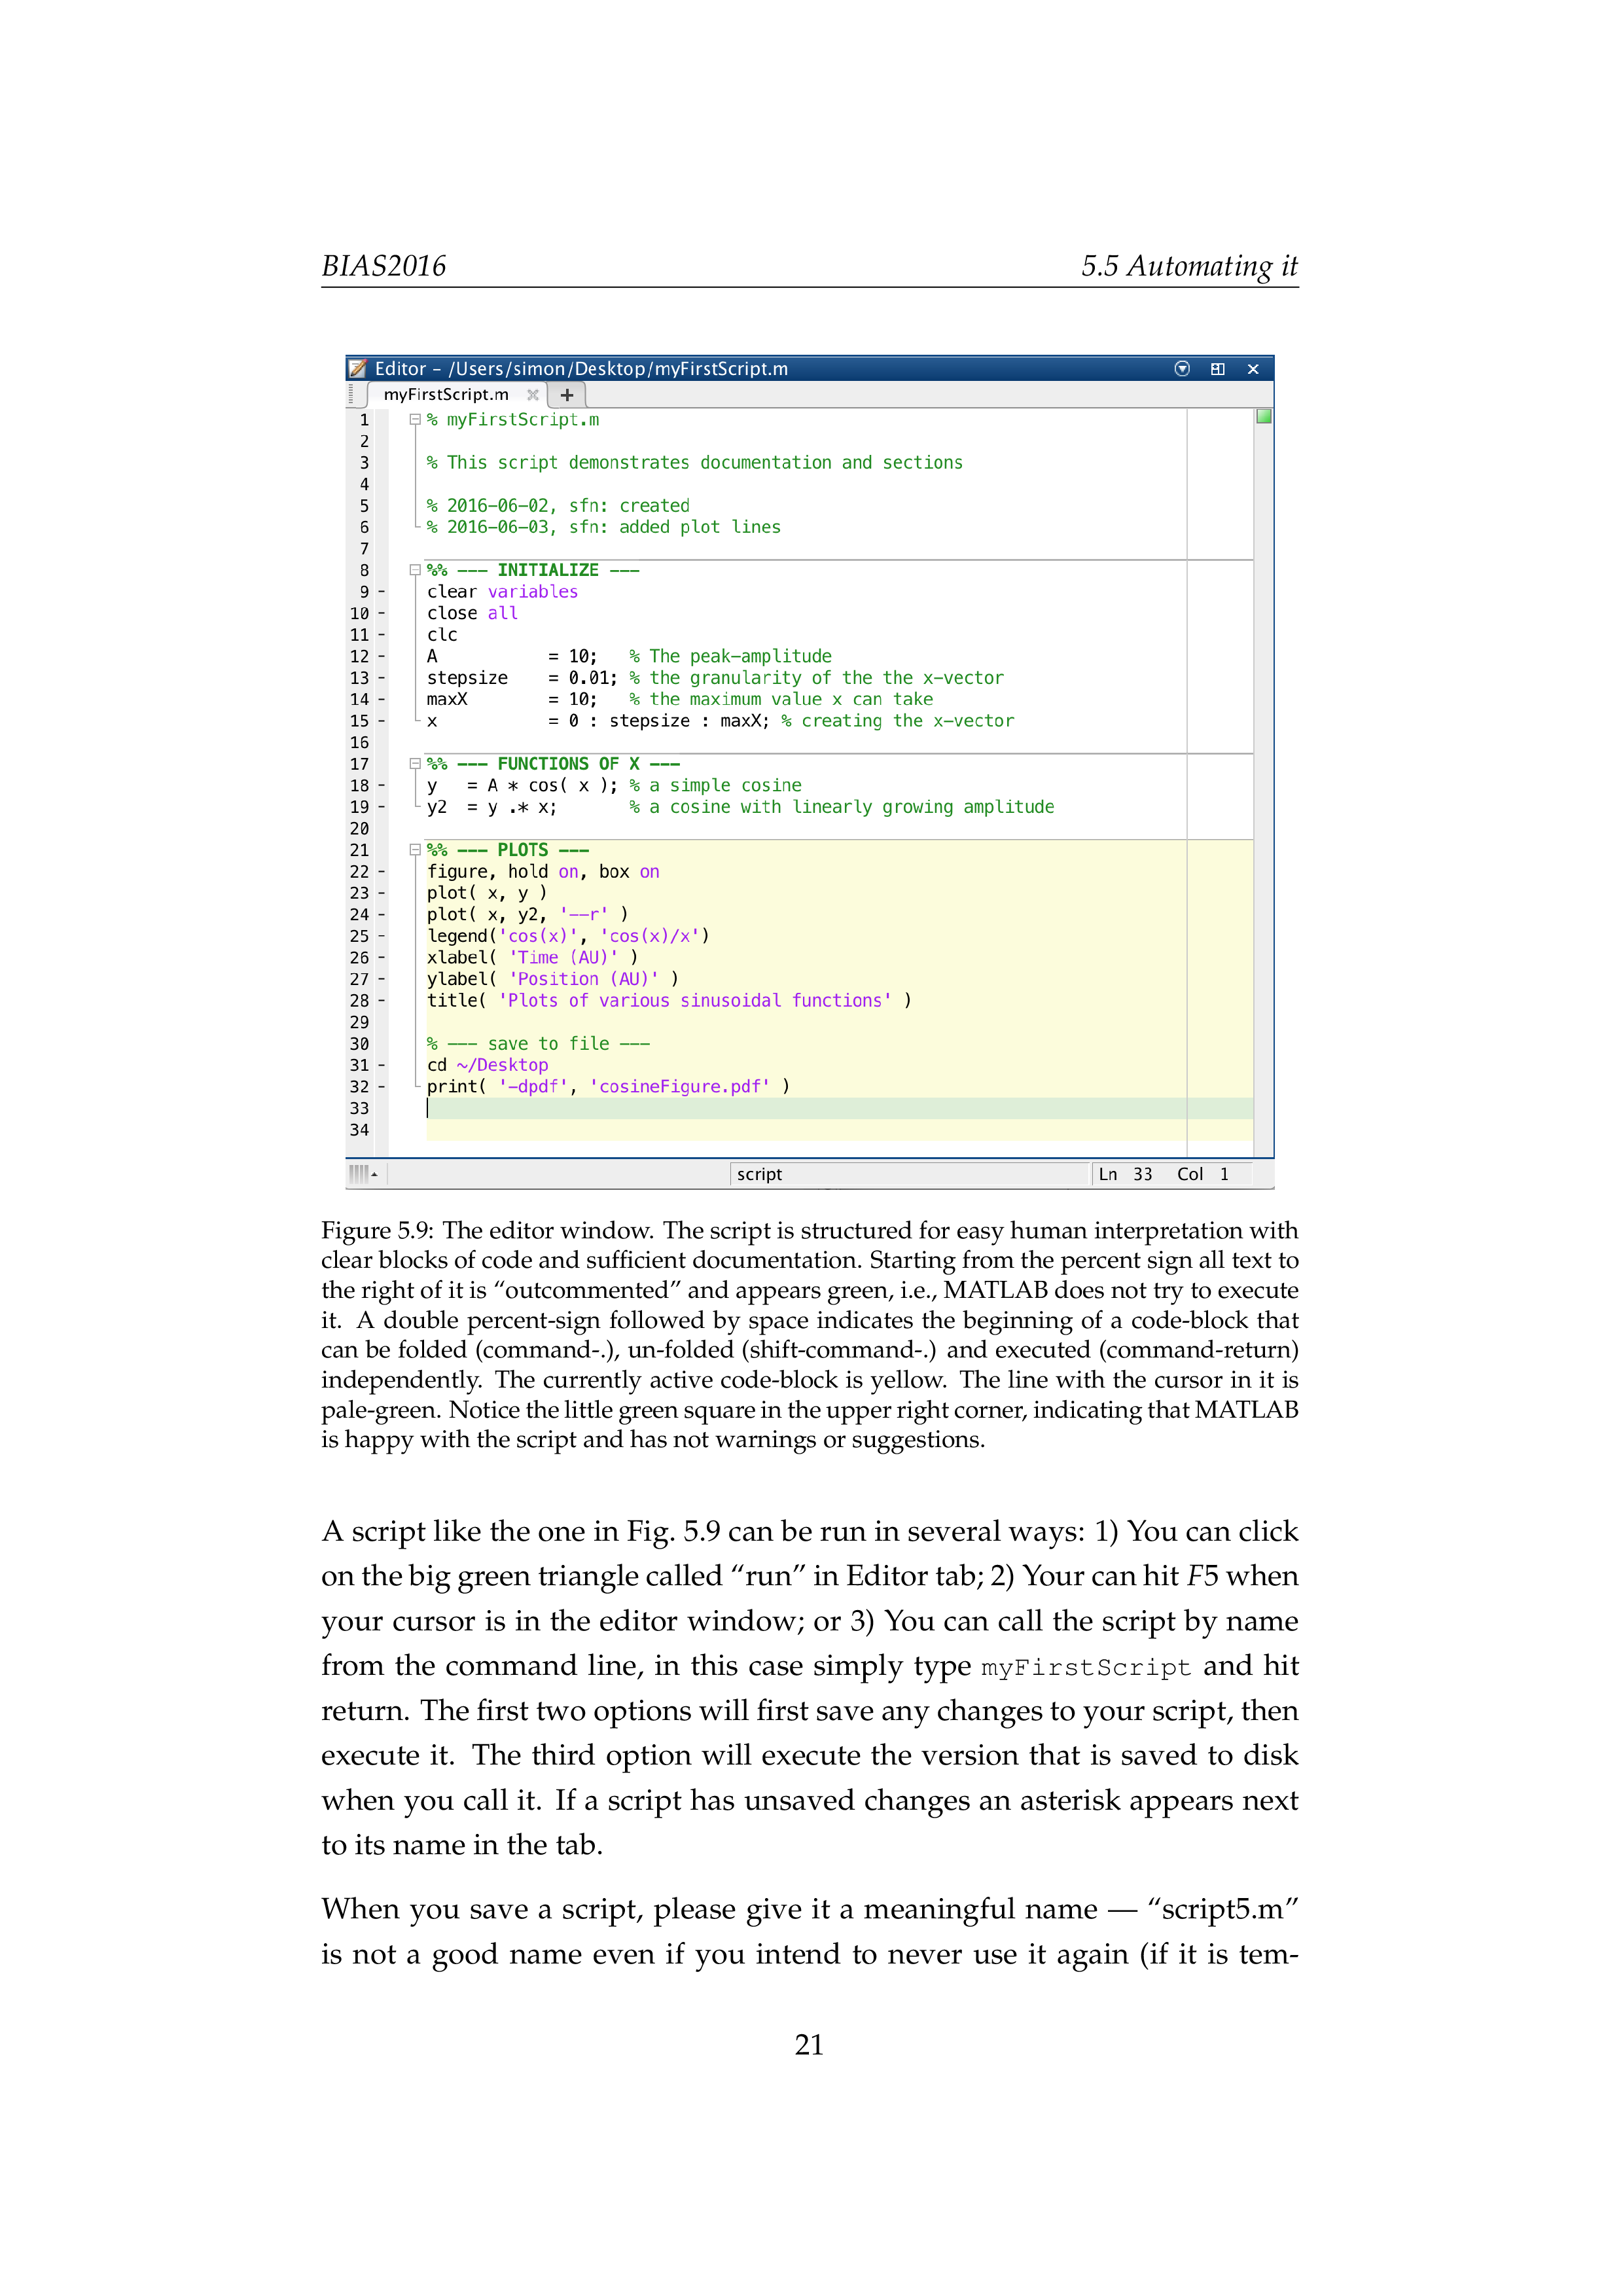 BIAS2016 5.5 Automating it
Editor – /Users/simon/Desktop/myFirstScript.m
myFirstScript.m
1 % myFirstScript.m
2
3 % This script demonstrates documentation and sections
4
5 % 2016-06-02, sfn: created
6 % 2016-06-03, sfn: added plot lines
7
8 %% --- INITIALIZE ---
9 - clear variables
10 - close all
11 - clc
12 - A = 10; % The peak-amplitude
13 - stepsize = 0.01; % the granularity of the the x-vector
14 - maxX = 10; % the maximum value x can take
15 - x = 0 : stepsize : maxX; % creating the x-vector
16
17 %% --- FUNCTIONS OF X ---
18 - y = A * cos( x ); % a simple cosine
19 - y2 = y .* x; % a cosine with linearly growing amplitude
20
21 %% --- PLOTS ---
22 - figure, hold on, box on
23 - plot( x, y )
24 - plot( x, y2, '--r' )
25 - legend('cos(x)', 'cos(x)/x')
26 - xlabel( 'Time (AU)' )
27 - ylabel( 'Position (AU)' )
28 - title( 'Plots of various sinusoidal functions' )
29
30 % --- save to file ---
31 - cd ~/Desktop
32 - print( '-dpdf', 'cosineFigure.pdf' )
33
34
script Ln 33 Col 1
Figure 5.9: The editor window. The script is structured for easy human interpretation with
clear blocks of code and sufficient documentation. Starting from the percent sign all text to
the right of it is “outcommented” and appears green, i.e., MATLAB does not try to execute
it. A double percent-sign followed by space indicates the beginning of a code-block that
can be folded (command-.), un-folded (shift-command-.) and executed (command-return)
independently. The currently active code-block is yellow. The line with the cursor in it is
pale-green. Notice the little green square in the upper right corner, indicating that MATLAB
is happy with the script and has not warnings or suggestions.
A script like the one in Fig. 5.9 can be run in several ways: 1) You can click
on the big green triangle called “run” in Editor tab; 2) Your can hit F5 when
your cursor is in the editor window; or 3) You can call the script by name
from the command line, in this case simply type myFirstScript and hit
return. The first two options will first save any changes to your script, then
execute it. The third option will execute the version that is saved to disk
when you call it. If a script has unsaved changes an asterisk appears next
to its name in the tab.
When you save a script, please give it a meaningful name — “script5.m”
is not a good name even if you intend to never use it again (if it is tem-
21